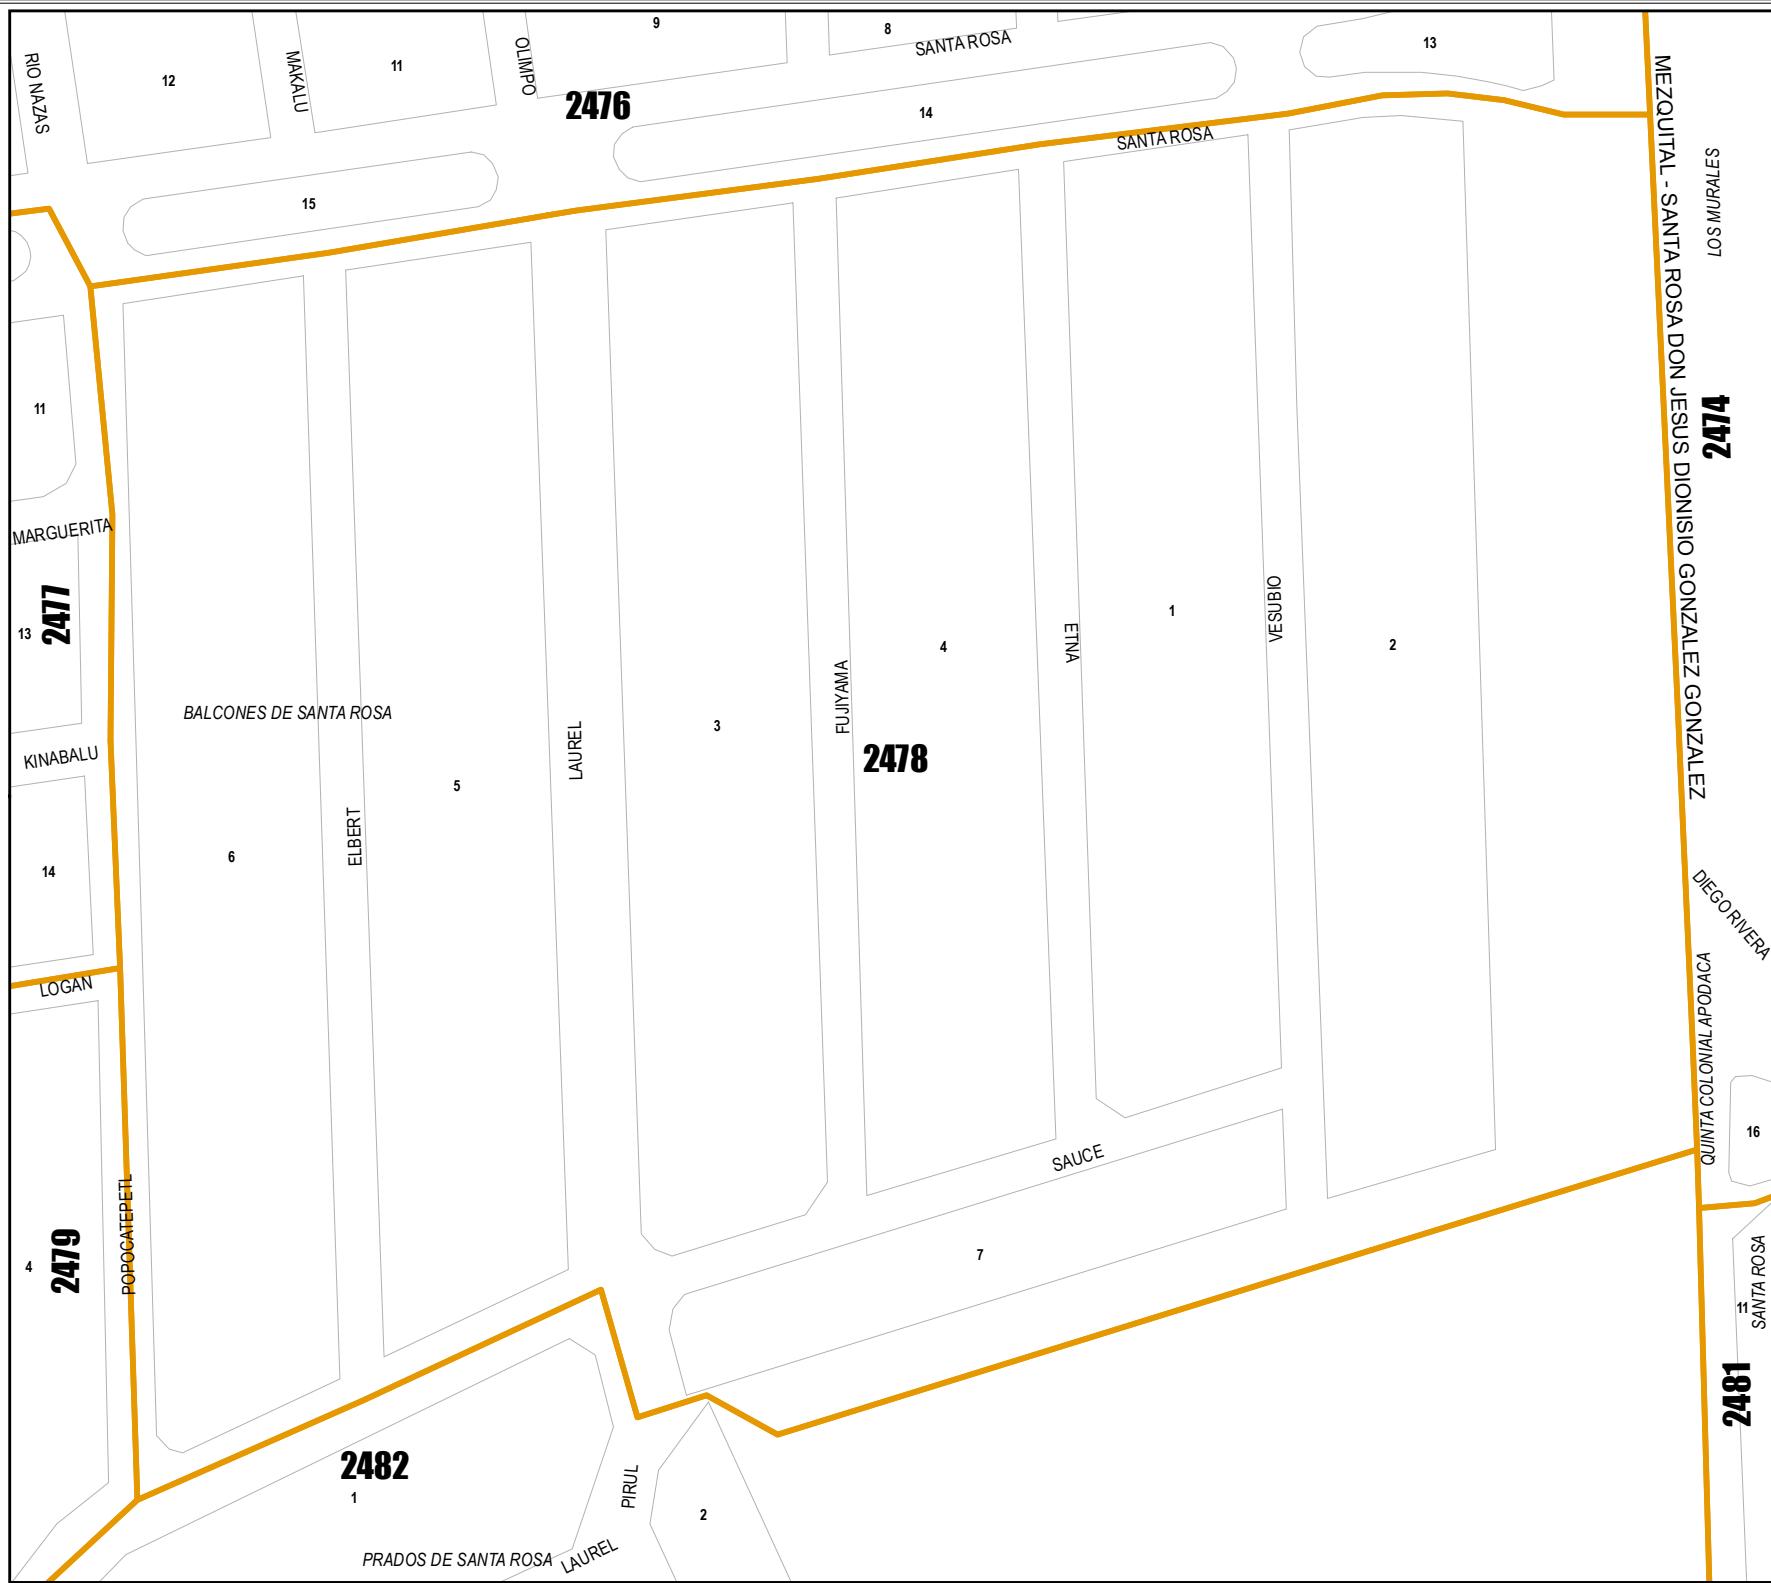 9
8
SANTA ROSA
13
RIO NAZAS
12
MAKALU
11
OLIMPO
2476
14
SANTA ROSA
MEZQUITAL - SANTA ROSA DON JESUS DIONISIO GONZALEZ GONZALEZ
LOS MURALES
15
11
2474
MARGUERITA
13
2477
VESUBIO
1
ETNA
4
2
FUJIYAMA
BALCONES DE SANTA ROSA
3
LAUREL
KINABALU
2478
5
ELBERT
6
14
DIEGO RIVERA
LOGAN
QUINTA COLONIAL APODACA
16
SAUCE
POPOCATEPETL
7
4
2479
SANTA ROSA
11
2481
2482
1
PIRUL
2
PRADOS DE SANTA ROSA
LAUREL